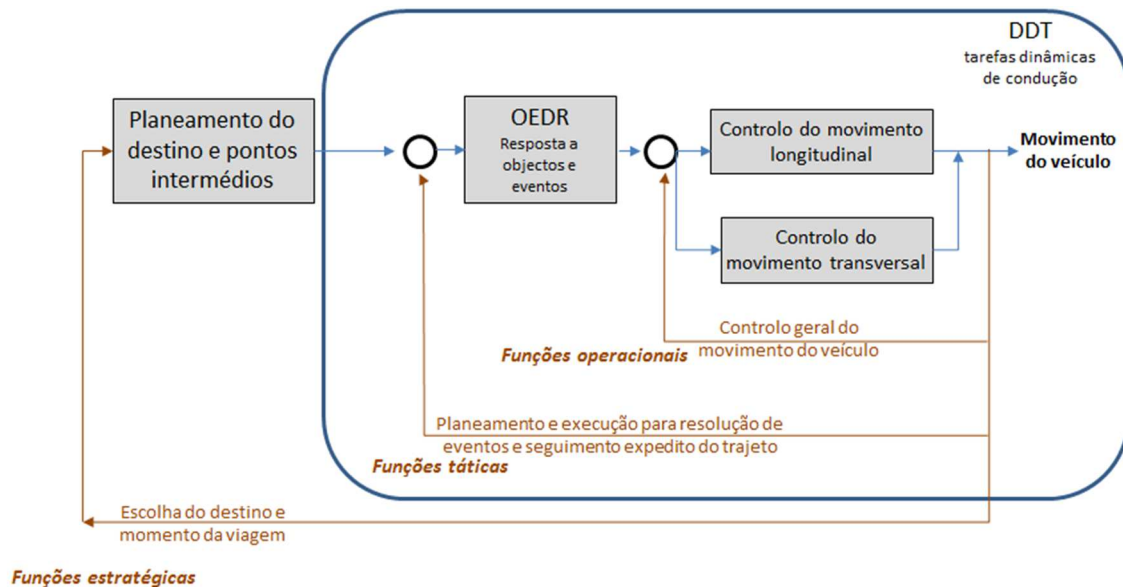 DDT
tarefas dinâmicas
de condução
Planeamento do
destino e pontos
intermédios
OEDR
Resposta a
objectos e
eventos
Controlo do movimento
longitudinal
Movimento
do veículo
Controlo do
movimento transversal
Controlo geral do
movimento do veículo
Funções operacionais
Planeamento e execução para resolução de
eventos e seguimento expedito do trajeto
Funções táticas
Escolha do destino e
momento da viagem
Funções estratégicas